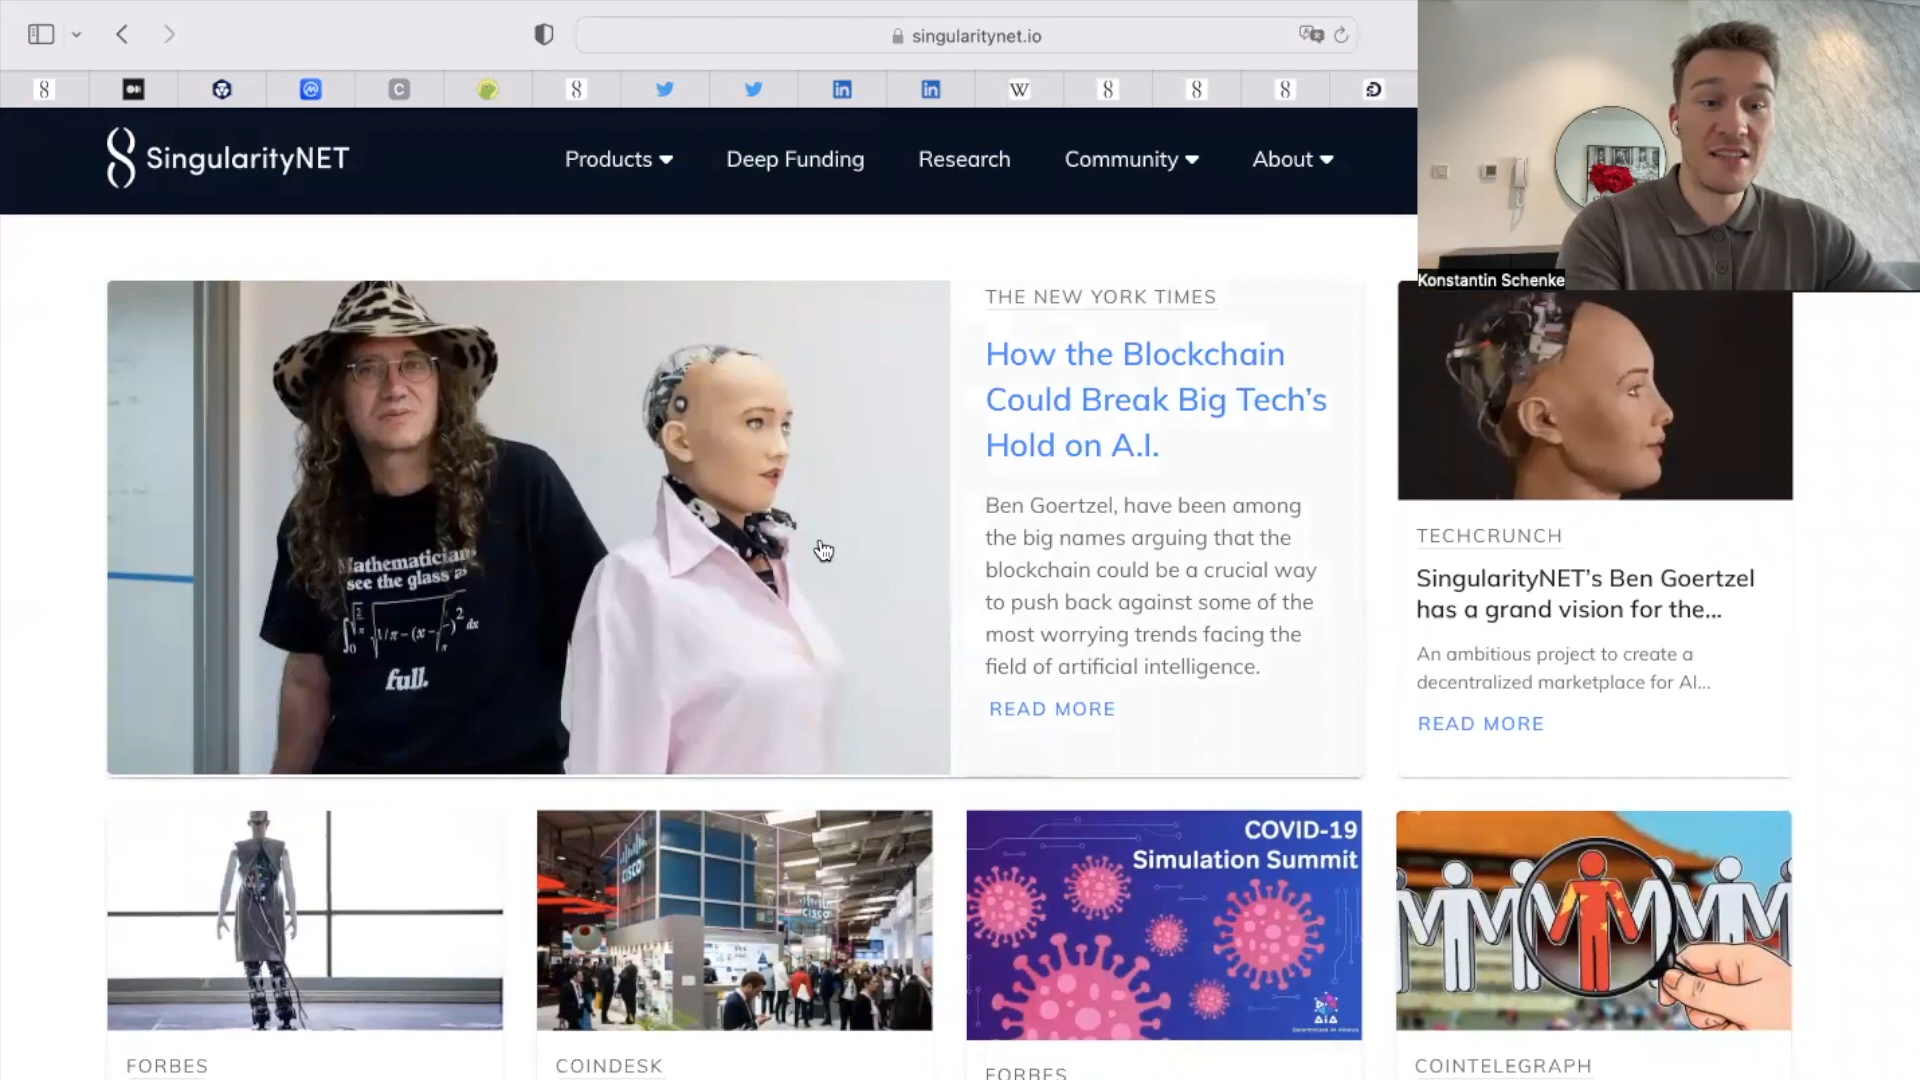 singularitynet.io
SingularityNET
Products
Deep Funding
Research
Community
About
Konstantin Schenke
THE NEW YORK TIMES
How the Blockchain
Could Break Big Tech's
Hold on A.I.
Ben Goertzel, have been among
the big names arguing that the
blockchain could be a crucial way
to push back against some of the
most worrying trends facing the
field of artificial intelligence.
READ MORE
Mathematicians
see the glass as
full.
TECHCRUNCH
SingularityNET's Ben Goertzel
has a grand vision for the...
An ambitious project to create a
decentralized marketplace for AI...
READ MORE
CISCO
CISCO
COVID-19
Simulation Summit
FORBES
COINDESK
FORBES
COINTELEGRAPH